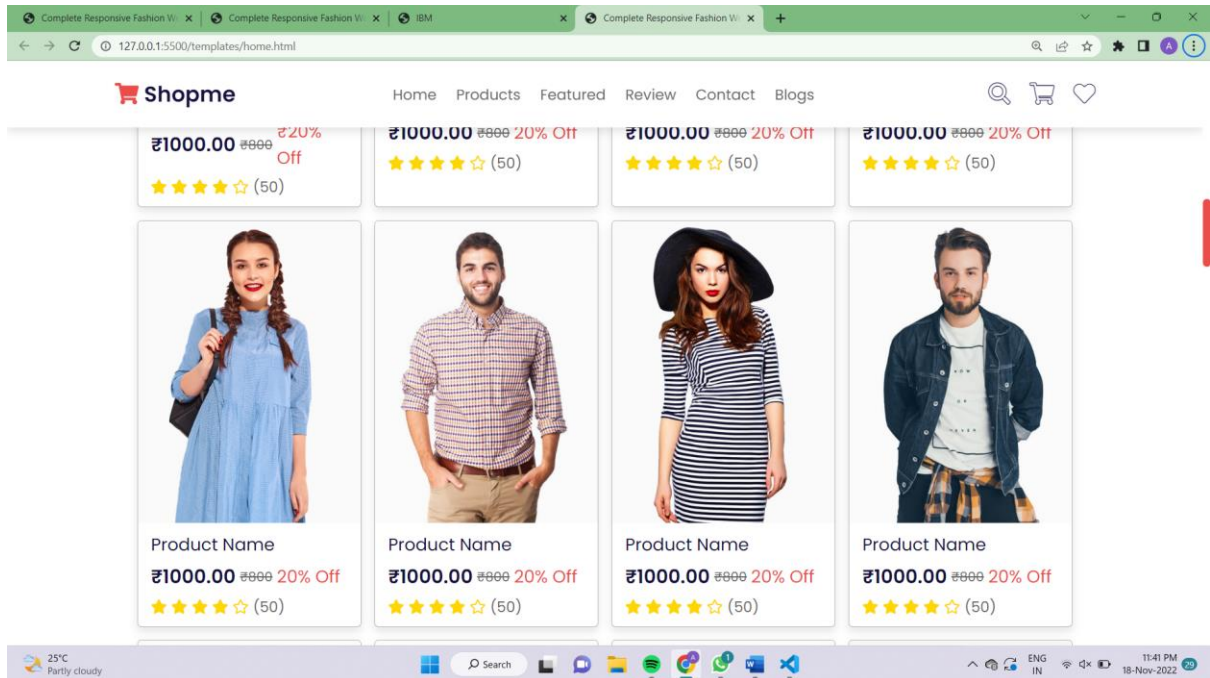 Complete Responsive Fashion W
Complete Responsive Fashion W
IBM
Complete Responsive Fashion W
127.0.0.1:5500/templates/home.html
A
Shopme
Home Products Featured Review Contact Blogs
₹1000.00 ₹800 ₹20% Off
₹1000.00 ₹800 20% Off
₹1000.00 ₹800 20% Off
₹1000.00 ₹800 20% Off
(50)
(50)
(50)
(50)
Product Name
Product Name
Product Name
Product Name
₹1000.00 ₹800 20% Off
₹1000.00 ₹800 20% Off
₹1000.00 ₹800 20% Off
₹1000.00 ₹800 20% Off
(50)
(50)
(50)
(50)
25°C
Partly cloudy
Search
ENG
IN
11:41 PM
18-Nov-2022
29